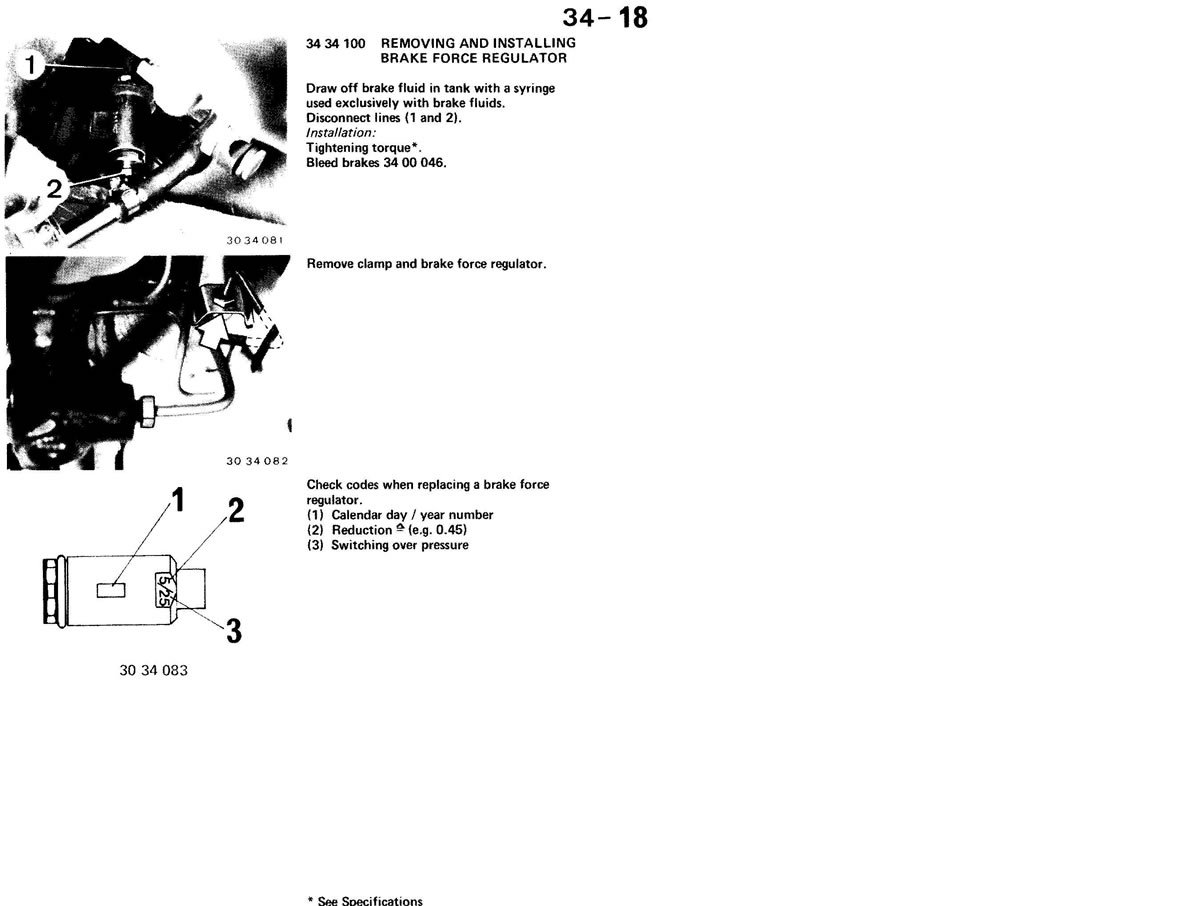 34-18
34 34 100 REMOVING AND INSTALLING
BRAKE FORCE REGULATOR
Draw off brake fluid in tank with a syringe
used exclusively with brake fluids.
Disconnect lines (1 and 2).
Installation:
Tightening torque*.
Bleed brakes 34 00 046.
1
2
30 34 081
Remove clamp and brake force regulator.
30 34 082
Check codes when replacing a brake force
regulator.
(1) Calendar day / year number
(2) Reduction ≙ (e.g. 0.45)
(3) Switching over pressure
1
2
5/25
3
30 34 083
* See Specifications